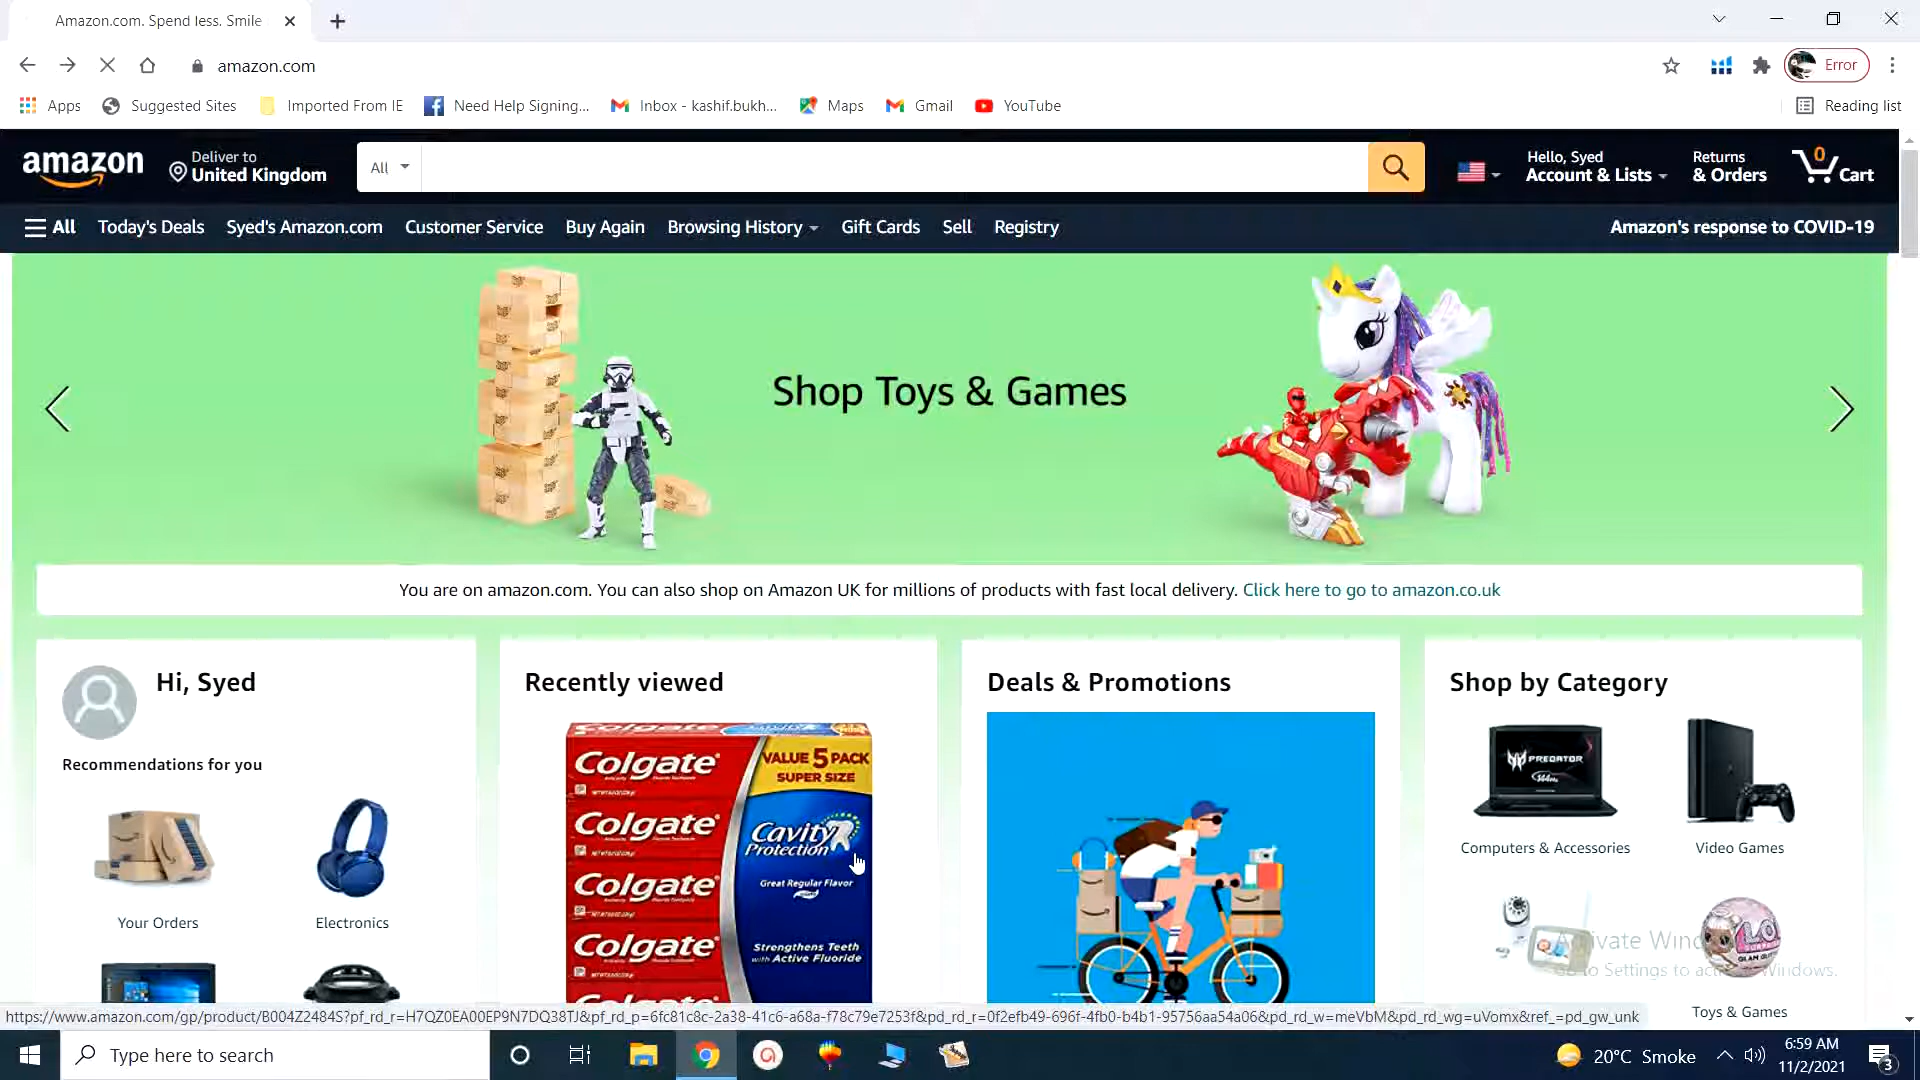 Amazon.com. Spend less. Smile
amazon.com
Error
Apps
Suggested Sites
Imported From IE
Need Help Signing...
Inbox - kashif.bukh...
Maps
Gmail
YouTube
Reading list
amazon
Deliver to
United Kingdom
All
Hello, Syed
Account & Lists
Returns
& Orders
0
Cart
All
Today's Deals
Syed's Amazon.com
Customer Service
Buy Again
Browsing History
Gift Cards
Sell
Registry
Amazon's response to COVID-19
Shop Toys & Games
You are on amazon.com. You can also shop on Amazon UK for millions of products with fast local delivery. Click here to go to amazon.co.uk
Hi, Syed
Recommendations for you
Your Orders
Electronics
Recently viewed
Colgate
Colgate
Colgate
Colgate
VALUE 5 PACK
SUPER SIZE
Cavity
Protection
Great Regular Flavor
Strengthens Teeth
with Active Fluoride
Deals & Promotions
Shop by Category
PREDATOR
Computers & Accessories
Video Games
Toys & Games
https://www.amazon.com/gp/product/B004Z2484S?pf_rd_r=H7QZ0EA00EP9N7DQ38TJ&pf_rd_p=6fc81c8c-2a38-41c6-a68a-f78c79e7253f&pd_rd_r=0f2efb49-696f-4fb0-b4b1-95756aa54a06&pd_rd_w=meVbM&pd_rd_wg=uVomx&ref_=pd_gw_unk
Type here to search
20°C Smoke
6:59 AM
11/2/2021
3